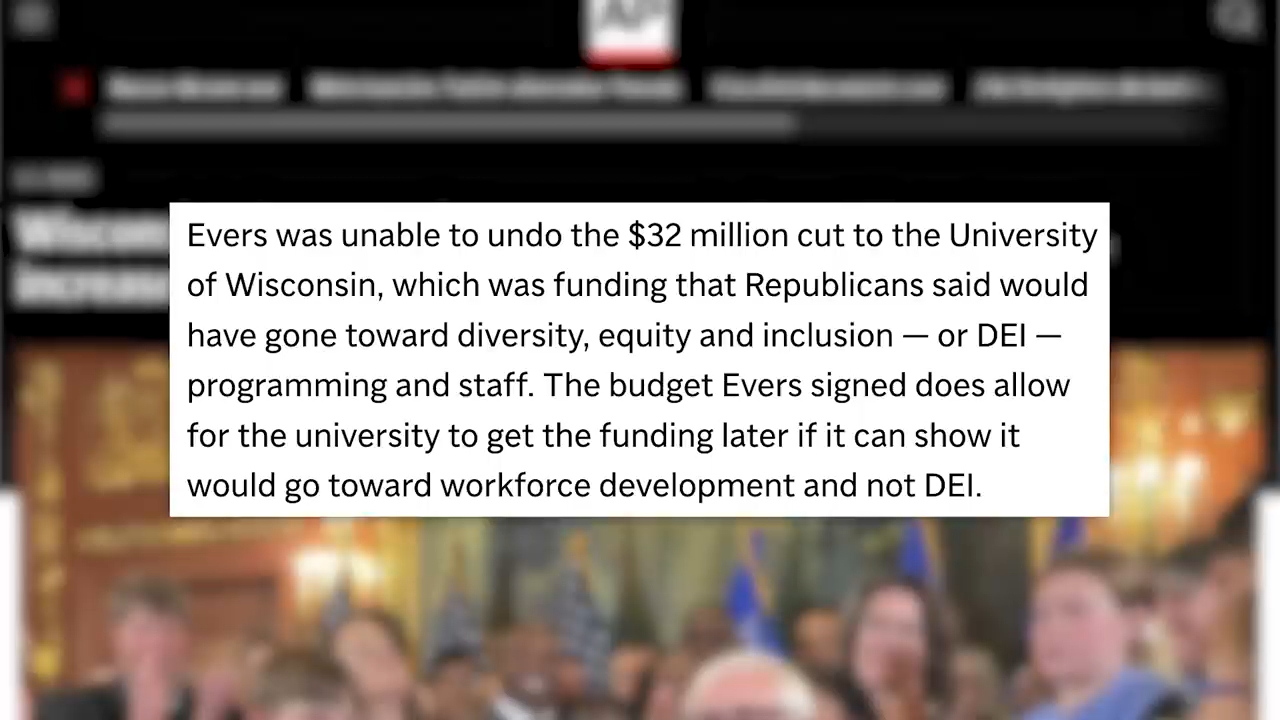 AP
Wiscon
increase
Evers was unable to undo the $32 million cut to the University
of Wisconsin, which was funding that Republicans said would
have gone toward diversity, equity and inclusion — or DEI —
programming and staff. The budget Evers signed does allow
for the university to get the funding later if it can show it
would go toward workforce development and not DEI.